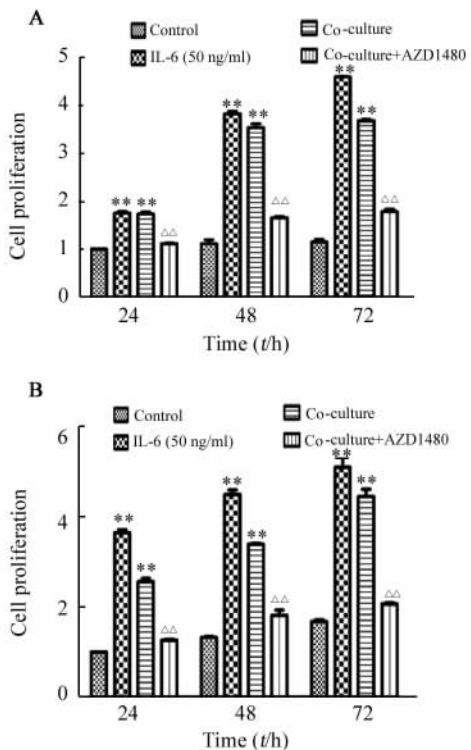 A
Control
Co-culture
IL-6 (50 ng/ml)
Co-culture+AZD1480
5
4
3
2
1
0
Cell proliferation
** ** △△
** ** △△
** ** △△
24 48 72
Time (t/h)
B
Control
Co-culture
IL-6 (50 ng/ml)
Co-culture+AZD1480
6
4
2
0
Cell proliferation
** ** △△
** ** △△
** ** △△
24 48 72
Time (t/h)